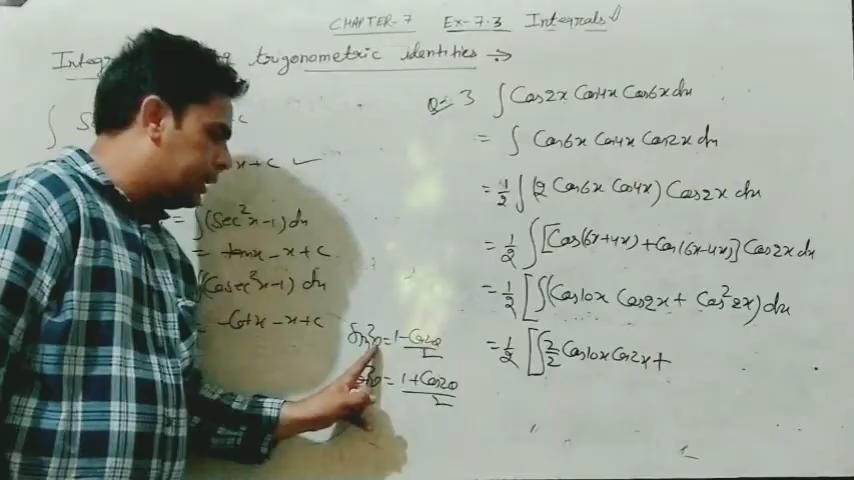 CHAPTER-7 Ex-7.3 Integrals
trigonometric identities →
x+c ✓
= ∫(Sec²x-1) dx
= tanx - x + c
∫(Cosec²x-1) dx
= -Cotx - x + c
Sin²θ = 1-Cos2θ/2
= 1+Cos2θ/2
Q. 3 ∫ Cos2x Cos4x Cos6x dx
= ∫ Cos6x Cos4x Cos2x dx
= 1/2 ∫ (2 Cos6x Cos4x) Cos2x dx
= 1/2 ∫ [Cos(6x+4x) + Cos(6x-4x)] Cos2x dx
= 1/2 [∫(Cos10x Cos2x + Cos²2x) dx
= 1/2 [∫ 2/2 Cos10x Cos2x +